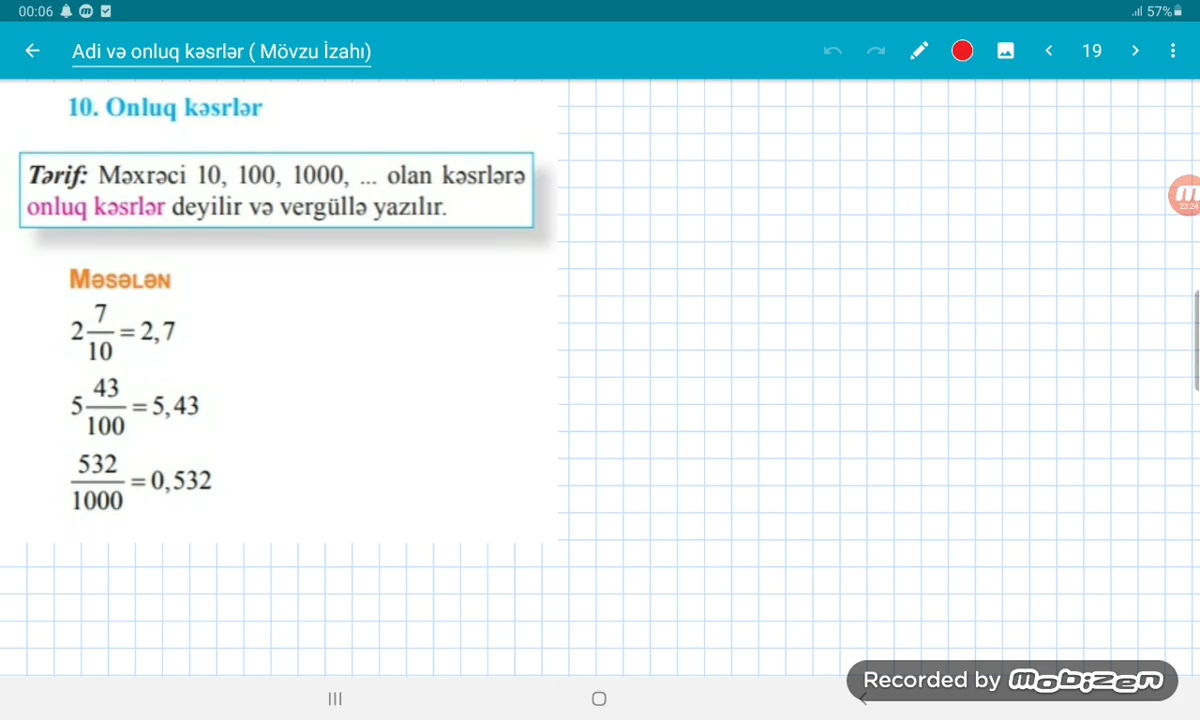 00:06
57%
Adi və onluq kəsrlər ( Mövzu İzahı)
19
10. Onluq kəsrlər
Tərif: Məxrəci 10, 100, 1000, ... olan kəsrlərə
onluq kəsrlər deyilir və vergüllə yazılır.
Məsələn
2 7/10 = 2,7
5 43/100 = 5,43
532/1000 = 0,532
23:24
Recorded by Mobizen